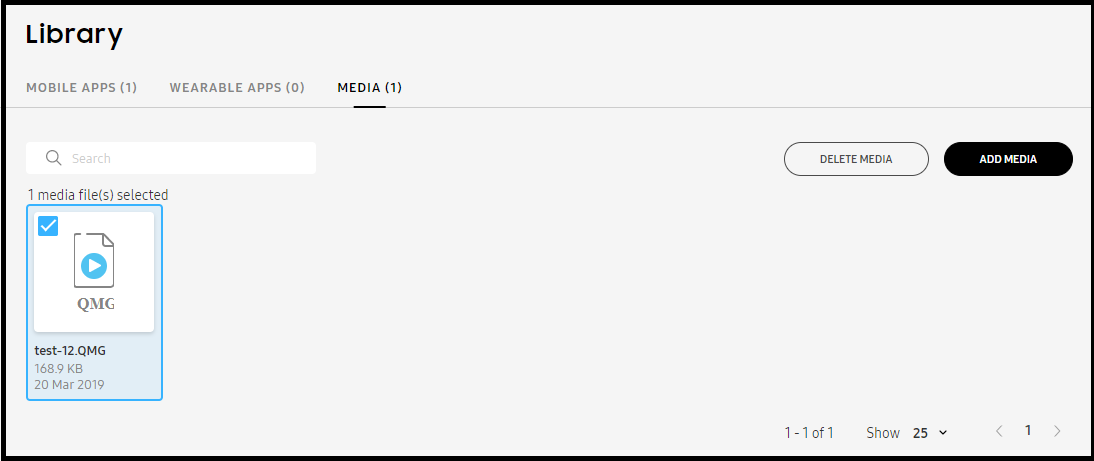 Library
MOBILE APPS (1) WEARABLE APPS (0) MEDIA (1)
Search
DELETE MEDIA ADD MEDIA
1 media file(s) selected
QMG
test-12.QMG
168.9 KB
20 Mar 2019
1 - 1 of 1 Show 25 1